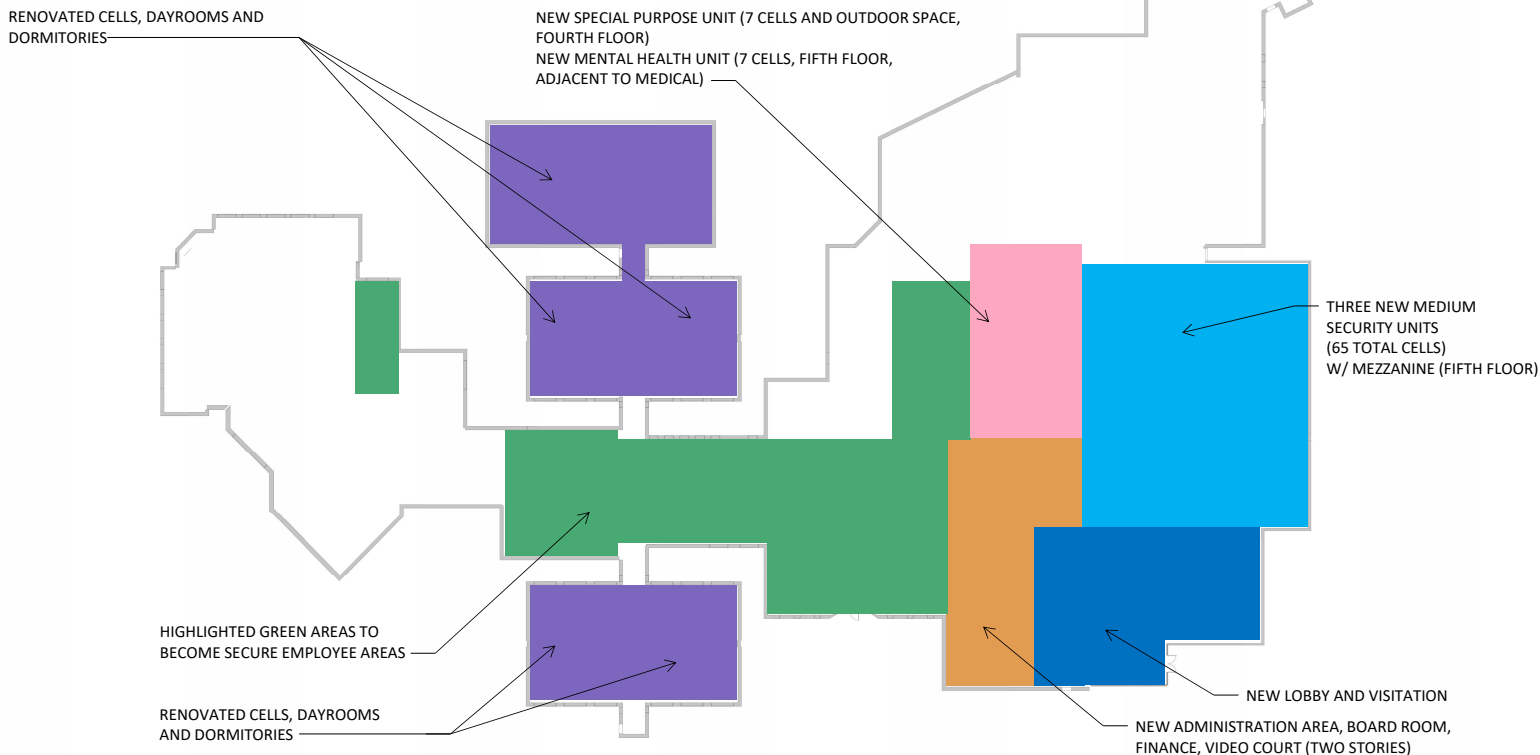 RENOVATED CELLS, DAYROOMS AND
DORMITORIES
NEW SPECIAL PURPOSE UNIT (7 CELLS AND OUTDOOR SPACE,
FOURTH FLOOR)
NEW MENTAL HEALTH UNIT (7 CELLS, FIFTH FLOOR,
ADJACENT TO MEDICAL)
THREE NEW MEDIUM
SECURITY UNITS
(65 TOTAL CELLS)
W/ MEZZANINE (FIFTH FLOOR)
HIGHLIGHTED GREEN AREAS TO
BECOME SECURE EMPLOYEE AREAS
RENOVATED CELLS, DAYROOMS
AND DORMITORIES
NEW LOBBY AND VISITATION
NEW ADMINISTRATION AREA, BOARD ROOM,
FINANCE, VIDEO COURT (TWO STORIES)